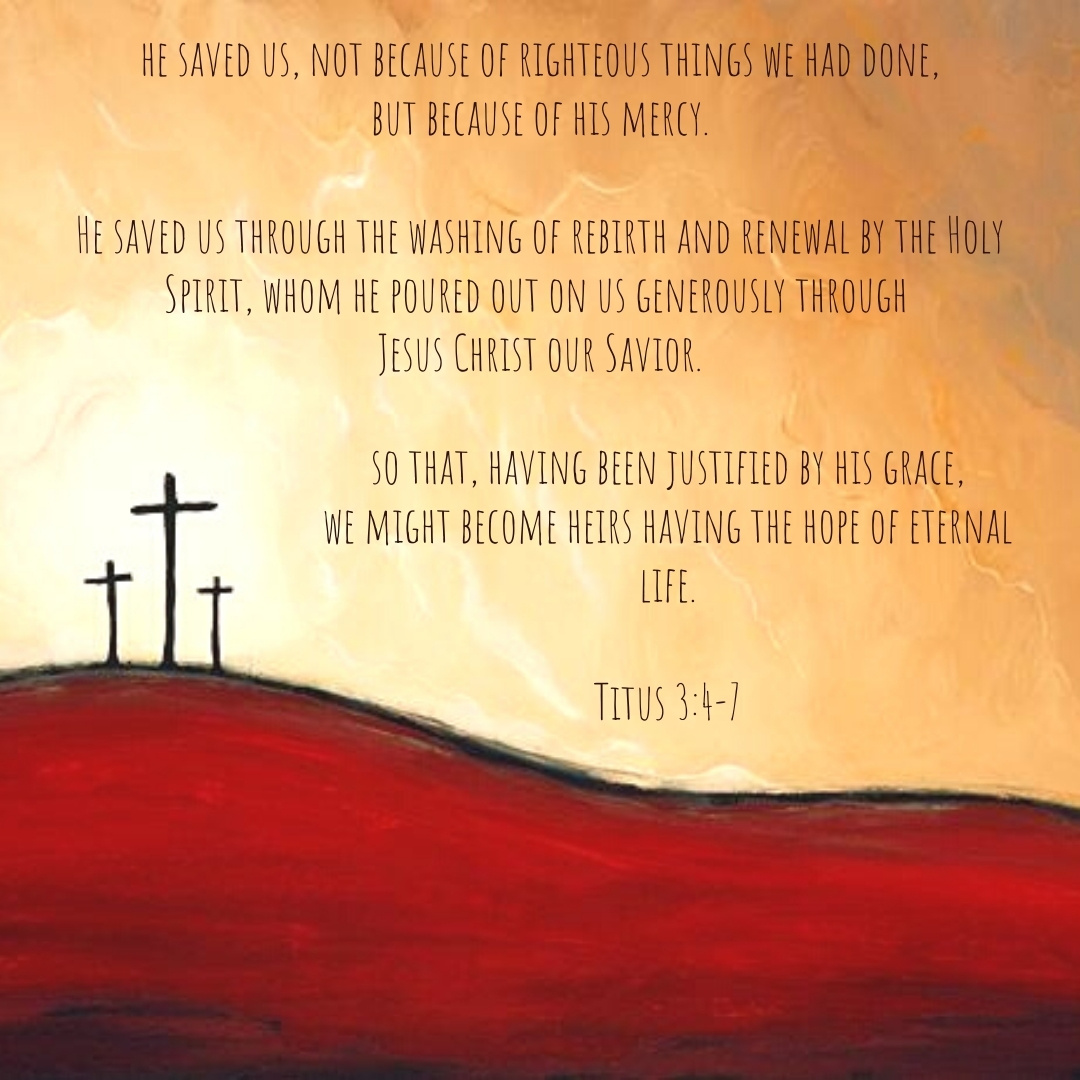 HE SAVED US, NOT BECAUSE OF RIGHTEOUS THINGS WE HAD DONE,
BUT BECAUSE OF HIS MERCY.
HE SAVED US THROUGH THE WASHING OF REBIRTH AND RENEWAL BY THE HOLY
SPIRIT, WHOM HE POURED OUT ON US GENEROUSLY THROUGH
JESUS CHRIST OUR SAVIOR.
SO THAT, HAVING BEEN JUSTIFIED BY HIS GRACE,
WE MIGHT BECOME HEIRS HAVING THE HOPE OF ETERNAL
LIFE.
TITUS 3:4-7